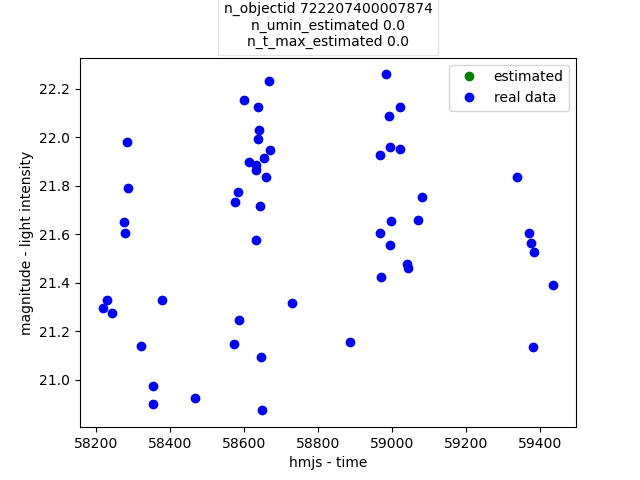 n_objectid 722207400007874
n_umin_estimated 0.0
n_t_max_estimated 0.0
estimated
real data
22.2
22.0
21.8
21.6
21.4
21.2
21.0
magnitude - light intensity
58200 58400 58600 58800 59000 59200 59400
hmjs - time